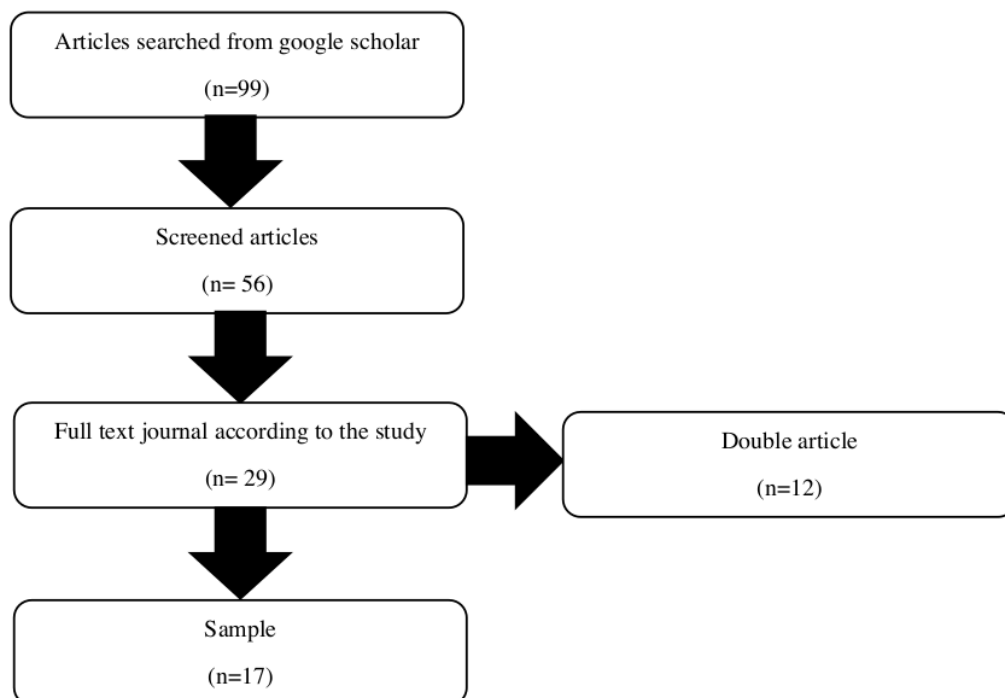 Articles searched from google scholar
(n=99)
Screened articles
(n= 56)
Full text journal according to the study
(n= 29)
Double article
(n=12)
Sample
(n=17)